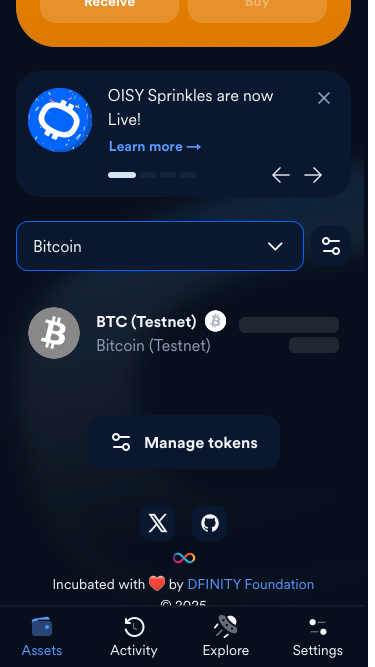 Receive
Buy
OISY Sprinkles are now
Live!
Learn more →
Bitcoin
BTC (Testnet)
Bitcoin (Testnet)
Manage tokens
Incubated with ❤️ by DFINITY Foundation
© 2025
Assets
Activity
Explore
Settings